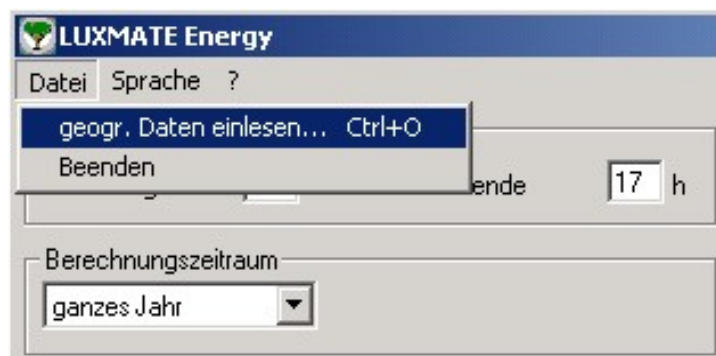 LUXMATE Energy
Datei Sprache ?
geogr. Daten einlesen... Ctrl+O
Beenden
ende 17 h
Berechnungszeitraum
ganzes Jahr